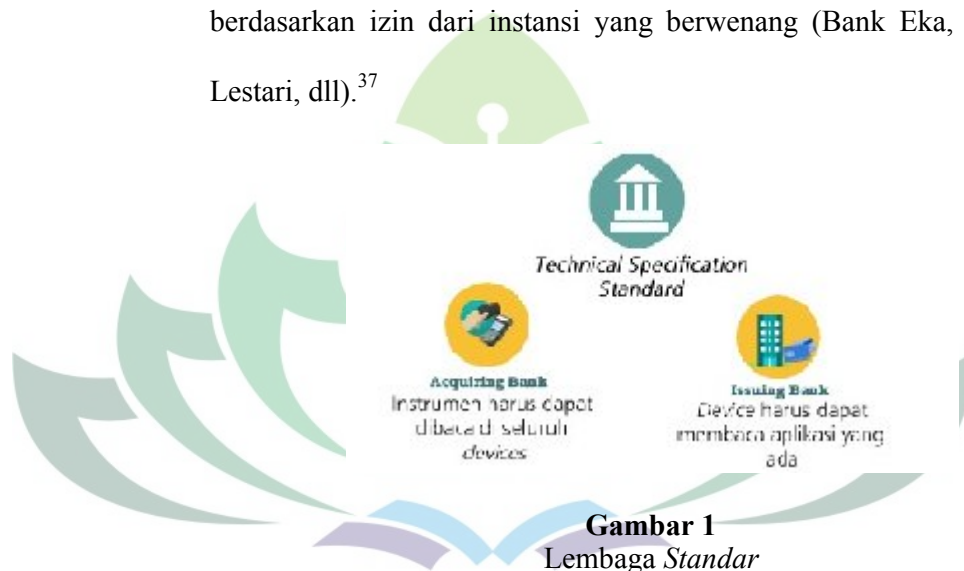 berdasarkan izin dari instansi yang berwenang (Bank Eka,
Lestari, dll).37
Technical Specification
Standard
Acquiring Bank
Instrumen harus dapat
dibaca di seluruh
devices
Issuing Bank
Device harus dapat
membaca aplikasi yang
ada
Gambar 1
Lembaga Standar